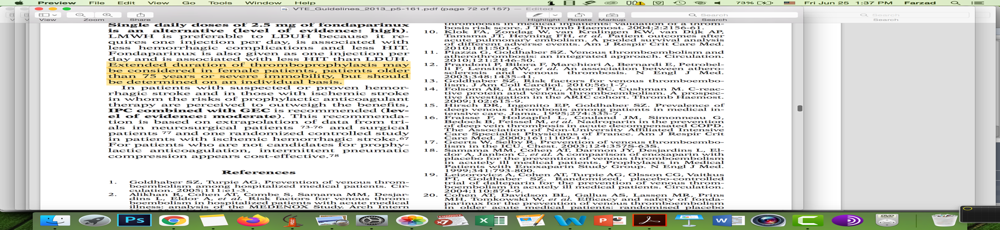 Preview File Edit View Go Tools Window Help
73% Fri Jun 25 1:37 PM Farzad
VTE_Guidelines_2013_p5-161.pdf (page 72 of 157) — Edited
View Zoom Share Highlight Rotate Markup Search
Search
Search
Search
Single daily doses of 2.5 mg of fondaparinux
is an alternative (level of evidence: high).
LMWH is preferable to LDUH because it re-
quires one injection per day, is associated with
less hemorrhagic complications and less HIT.
Fondaparinux is also given as one injection per
day and is associated with less HIT than LDUH.
Extended duration of thromboprophylaxis may
be considered in female patients, patients older
than 75 years or severe immobility, but should
be determined on an individual basis.
In patients with suspected or proven hemor-
rhagic stroke and in those with ischemic stroke
in whom the risks of prophylactic anticoagulant
therapy are perceived to outweigh the benefits,
IPC combined with GEC is recommended (lev-
el of evidence: moderate). This recommenda-
tion is based on extrapolation of data from tri-
als in neurosurgical patients 73-76 and surgical
patients 77 and one randomized controlled study
in patients with ischemic hemorrhagic stroke.67
For patients who are not candidates for prophy-
lactic anticoagulation, intermittent pneumatic
compression appears cost-effective.78
References
1. Goldhaber SZ, Turpie AG. Prevention of venous throm-
boembolism among hospitalized medical patients. Cir-
culation. 2005;111:e1-3.
2. Alikhan R, Cohen AT, Combe S, Samama MM, Desjar-
dins L, Eldor A, et al. Risk factors for venous throm-
boembolism in hospitalized patients with acute medical
illness: analysis of the MEDENOX Study. Arch Intern
thrombosis in medical inpatients: validation of a throm-
bosis risk score. J Thromb Haemost. 2004;2:2156-61.
10. Klok FA, Zondag W, van Kralingen KW, van Dijk AP,
Tamsma JT, Heyning FH, et al. Patient outcomes after
acute pulmonary embolism. A pooled survival analysis
of different adverse events. Am J Respir Crit Care Med.
2010;181:501-6.
11. Piazza G, Goldhaber SZ. Venous thromboembolism and
atherothrombosis: an integrated approach. Circulation.
2010;121:2146-50.
12. Prandoni P, Bilora F, Marchiori A, Bernardi E, Petrobel-
li F, Lensing AW, et al. An association between athero-
sclerosis and venous thrombosis. N Engl J Med.
2003;348:1435-41.
13. Goldhaber SZ. Risk factors for venous thromboembo-
lism. J Am Coll Cardiol. 2010;56:1-7.
14. Folsom AR, Lutsey PL, Astor BC, Cushman M. C-reac-
tive protein and venous thromboembolism. A prospec-
tive investigation in the ARIC cohort. Thromb Haemost.
2009;102:615-9.
15. Hirsch DR, Ingenito EP, Goldhaber SZ. Prevalence of
deep venous thrombosis among patients in medical in-
tensive care. Jama. 1995;274:335-7.
16. Fraisse F, Holzapfel L, Couland JM, Simonneau G,
Bedock B, Feissel M, et al. Nadroparin in the prevention
of deep vein thrombosis in acute decompensated COPD.
The Association of Non-University Affiliated Intensive
Care Specialist Physicians of France. Am J Respir Crit
Care Med. 2000;161:1109-14.
17. Geerts W, Selby R. Prevention of venous thromboembo-
lism in the ICU. Chest. 2003;124:357S-63S.
18. Samama MM, Cohen AT, Darmon JY, Desjardins L, El-
dor A, Janbon C, et al. A comparison of enoxaparin with
placebo for the prevention of venous thromboembolism
in acutely ill medical patients. Prophylaxis in Medical
Patients with Enoxaparin Study Group. N Engl J Med.
1999;341:793-800.
19. Leizorovicz A, Cohen AT, Turpie AG, Olsson CG, Vaitkus
PT, Goldhaber SZ. Randomized, placebo-controlled
trial of dalteparin for the prevention of venous throm-
boembolism in acutely ill medical patients. Circulation.
2004;110:874-9.
20. Cohen AT, Davidson BL, Gallus AS, Lassen MR, Prins
MH, Tomkowski W, et al. Efficacy and safety of fonda-
parinux for the prevention of venous thromboembolism
in older acute medical patients: randomised placebo
Ps
ENDNOTE
X7
X
P
W
C
DVD